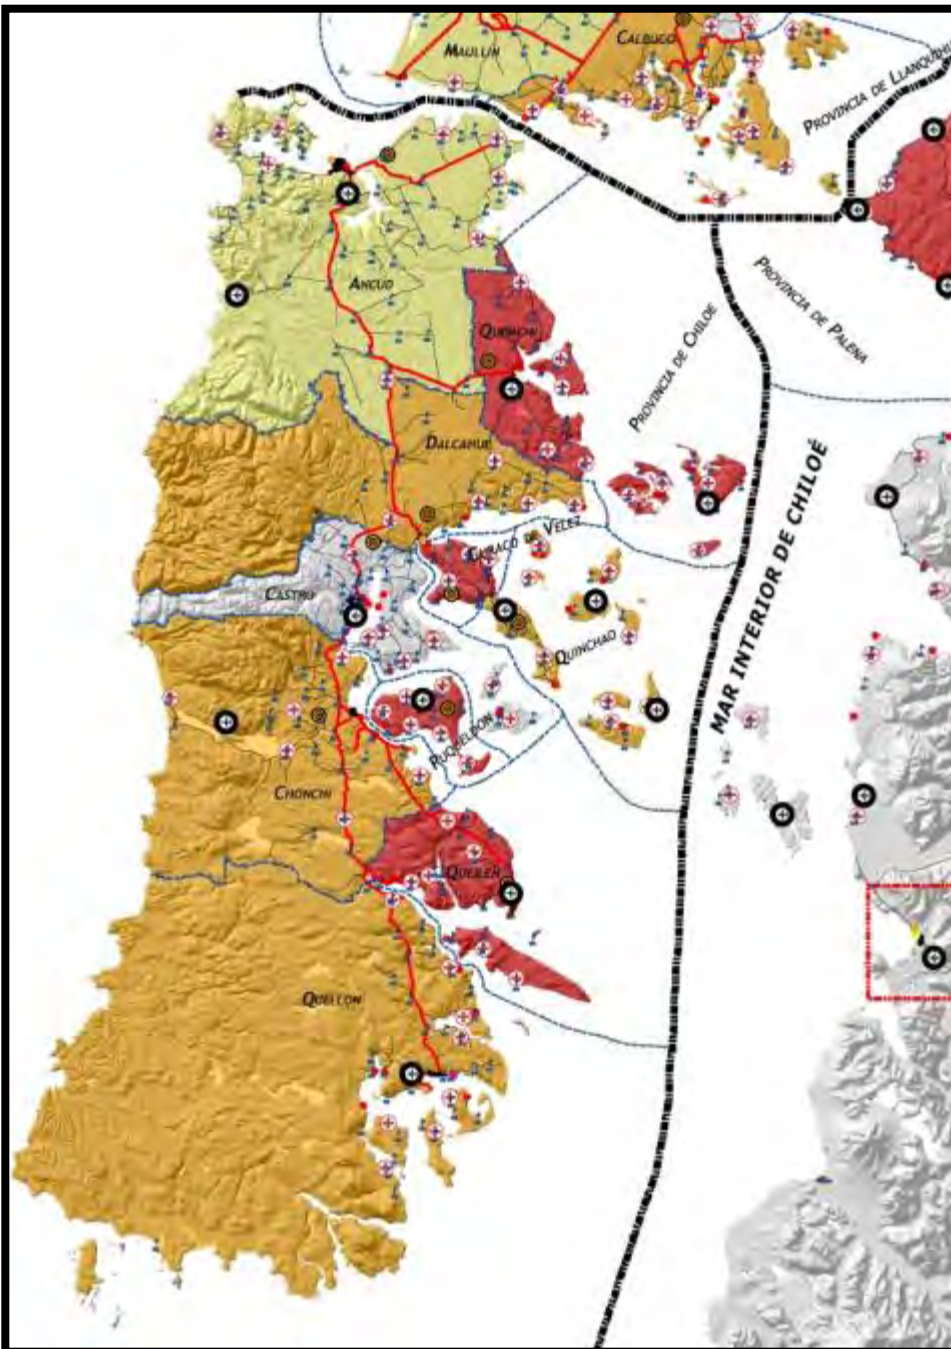 MAULLIN
CALBUCO
PROVINCIA DE LLANQUIHUE
ANCUD
QUEMCHI
PROVINCIA DE CHILOE
PROVINCIA DE PALENA
DALCAHUE
CURACO DE VELEZ
MAR INTERIOR DE CHILOÉ
CASTRO
QUINCHAO
PUQUELDON
CHONCHI
QUEILEN
QUELLON